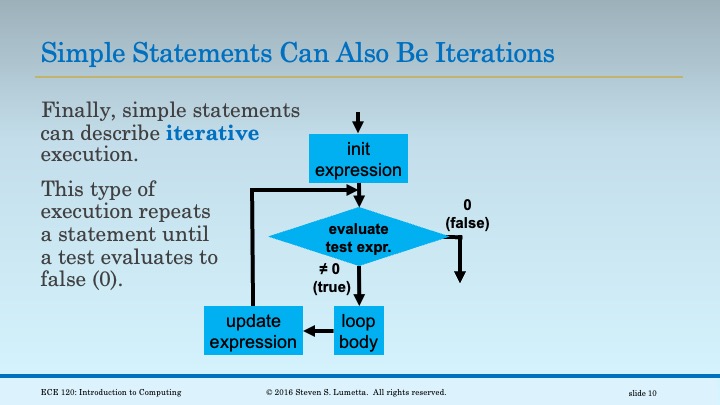 Simple Statements Can Also Be Iterations
Finally, simple statements
can describe iterative
execution.
This type of
execution repeats
a statement until
a test evaluates to
false (0).
init
expression
evaluate
test expr.
0
(false)
≠ 0
(true)
update
expression
loop
body
ECE 120: Introduction to Computing
© 2016 Steven S. Lumetta.  All rights reserved.
slide 10